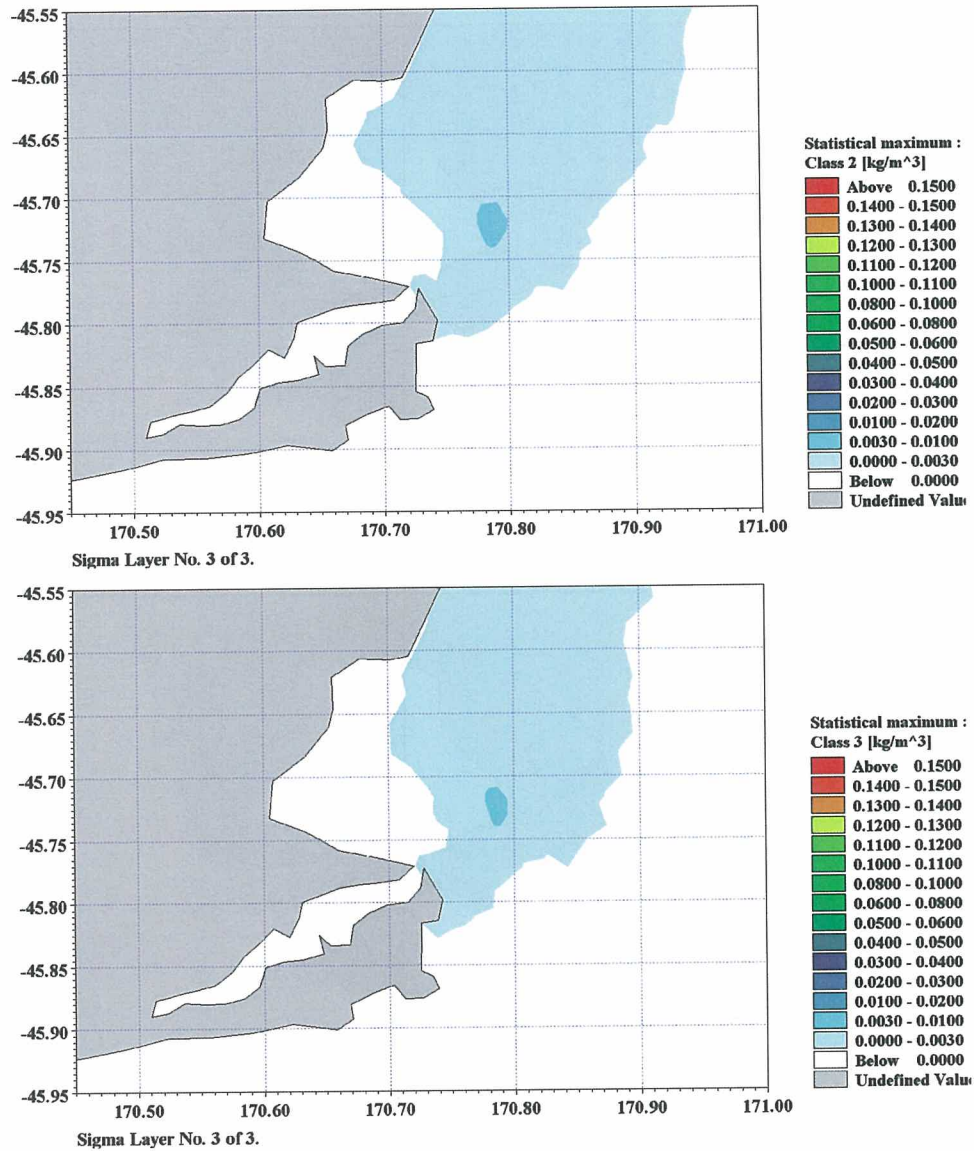 -45.55
-45.60
-45.65
-45.70
-45.75
-45.80
-45.85
-45.90
-45.95
170.50 170.60 170.70 170.80 170.90 171.00
Sigma Layer No. 3 of 3.
Statistical maximum :
Class 2 [kg/m^3]
Above 0.1500
0.1400 - 0.1500
0.1300 - 0.1400
0.1200 - 0.1300
0.1100 - 0.1200
0.1000 - 0.1100
0.0800 - 0.1000
0.0600 - 0.0800
0.0500 - 0.0600
0.0400 - 0.0500
0.0300 - 0.0400
0.0200 - 0.0300
0.0100 - 0.0200
0.0030 - 0.0100
0.0000 - 0.0030
Below 0.0000
Undefined Valu
-45.55
-45.60
-45.65
-45.70
-45.75
-45.80
-45.85
-45.90
-45.95
170.50 170.60 170.70 170.80 170.90 171.00
Sigma Layer No. 3 of 3.
Statistical maximum :
Class 3 [kg/m^3]
Above 0.1500
0.1400 - 0.1500
0.1300 - 0.1400
0.1200 - 0.1300
0.1100 - 0.1200
0.1000 - 0.1100
0.0800 - 0.1000
0.0600 - 0.0800
0.0500 - 0.0600
0.0400 - 0.0500
0.0300 - 0.0400
0.0200 - 0.0300
0.0100 - 0.0200
0.0030 - 0.0100
0.0000 - 0.0030
Below 0.0000
Undefined Valu